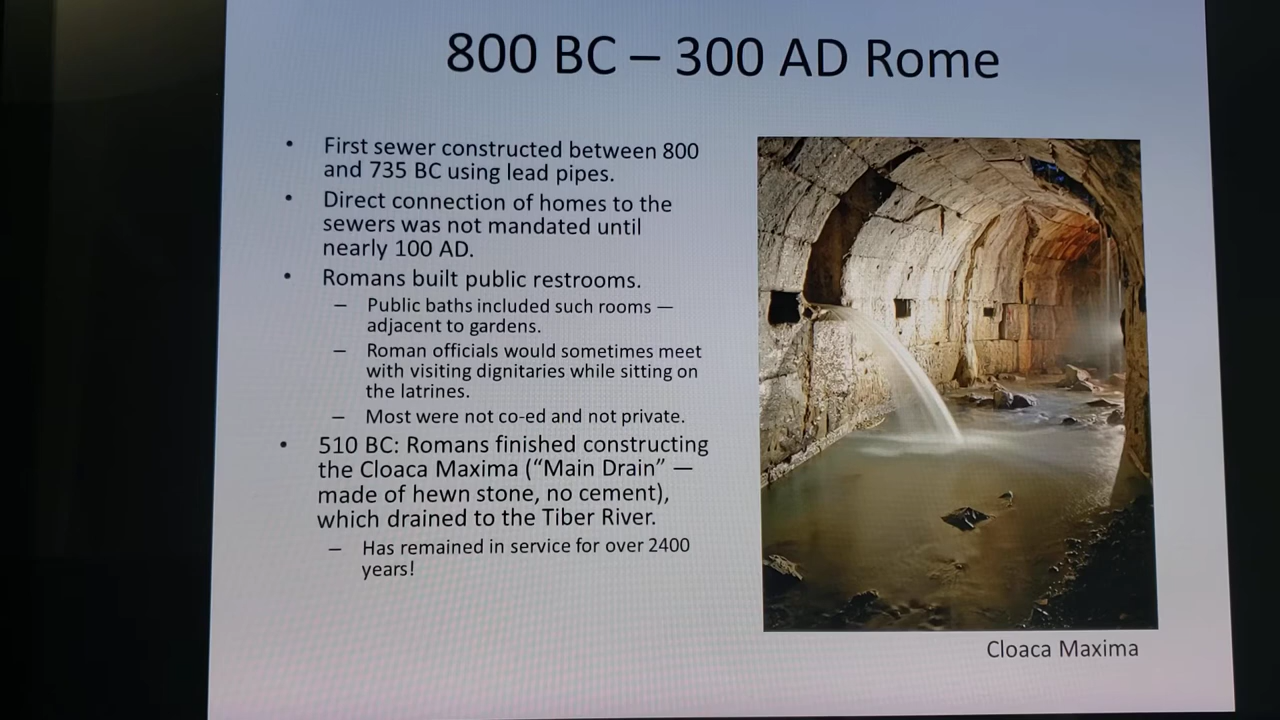 800 BC – 300 AD Rome
• First sewer constructed between 800
and 735 BC using lead pipes.
• Direct connection of homes to the
sewers was not mandated until
nearly 100 AD.
• Romans built public restrooms.
– Public baths included such rooms —
adjacent to gardens.
– Roman officials would sometimes meet
with visiting dignitaries while sitting on
the latrines.
– Most were not co-ed and not private.
• 510 BC: Romans finished constructing
the Cloaca Maxima (“Main Drain” —
made of hewn stone, no cement),
which drained to the Tiber River.
– Has remained in service for over 2400
years!
Cloaca Maxima